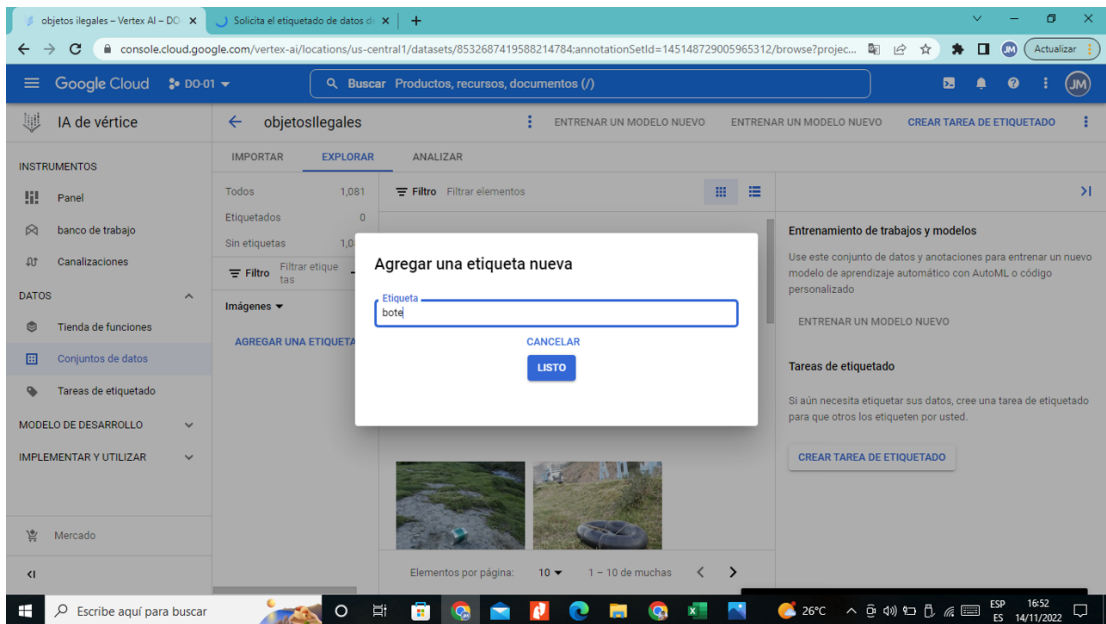 objetos ilegales – Vertex AI – DO
Solicita el etiquetado de datos de
console.cloud.google.com/vertex-ai/locations/us-central1/datasets/8532687419588214784;annotationSetId=145148729005965312/browse?projec...
JM
Actualizar
Google Cloud
DO-01
Buscar Productos, recursos, documentos (/)
JM
IA de vértice
objetosIlegales
ENTRENAR UN MODELO NUEVO
ENTRENAR UN MODELO NUEVO
CREAR TAREA DE ETIQUETADO
INSTRUMENTOS
Panel
banco de trabajo
Canalizaciones
DATOS
Tienda de funciones
Conjuntos de datos
Tareas de etiquetado
MODELO DE DESARROLLO
IMPLEMENTAR Y UTILIZAR
Mercado
IMPORTAR
EXPLORAR
ANALIZAR
Todos 1,081
Etiquetados 0
Sin etiquetas
Filtro Filtrar etique
tas
Imágenes
AGREGAR UNA ETIQUETA
Filtro Filtrar elementos
Agregar una etiqueta nueva
Etiqueta
bote
CANCELAR
LISTO
Elementos por página: 10 1 – 10 de muchas
Entrenamiento de trabajos y modelos
Use este conjunto de datos y anotaciones para entrenar un nuevo
modelo de aprendizaje automático con AutoML o código
personalizado
ENTRENAR UN MODELO NUEVO
Tareas de etiquetado
Si aún necesita etiquetar sus datos, cree una tarea de etiquetado
para que otros los etiqueten por usted.
CREAR TAREA DE ETIQUETADO
Escribe aquí para buscar
26°C
ESP
ES
16:52
14/11/2022